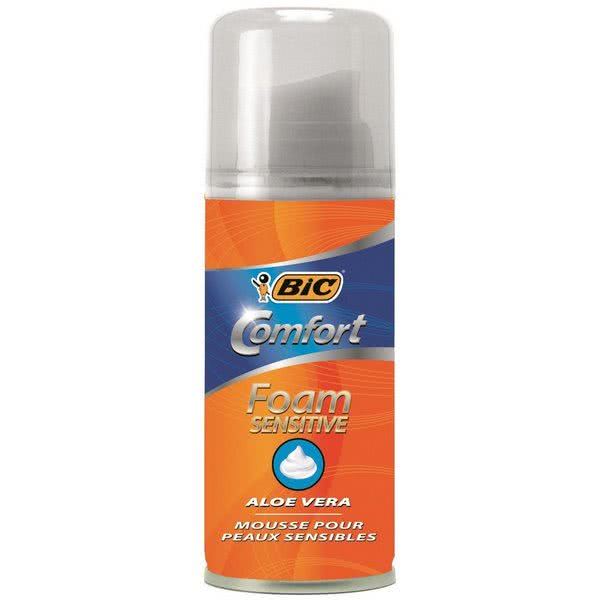 BIC
Comfort
Foam
SENSITIVE
ALOE VERA
MOUSSE POUR
PEAUX SENSIBLES